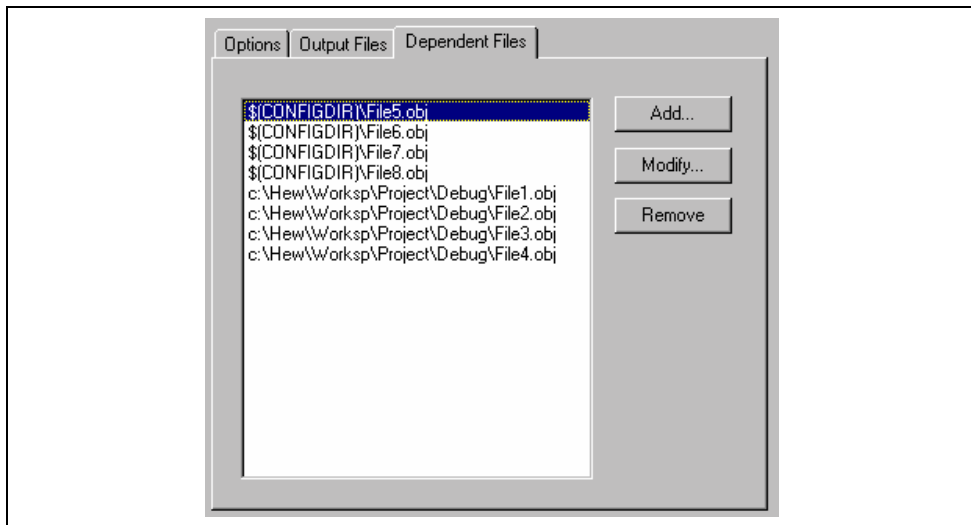 Options Output Files Dependent Files
$(CONFIGDIR)\File5.obj
$(CONFIGDIR)\File6.obj
$(CONFIGDIR)\File7.obj
$(CONFIGDIR)\File8.obj
c:\Hew\Worksp\Project\Debug\File1.obj
c:\Hew\Worksp\Project\Debug\File2.obj
c:\Hew\Worksp\Project\Debug\File3.obj
c:\Hew\Worksp\Project\Debug\File4.obj
Add...
Modify...
Remove